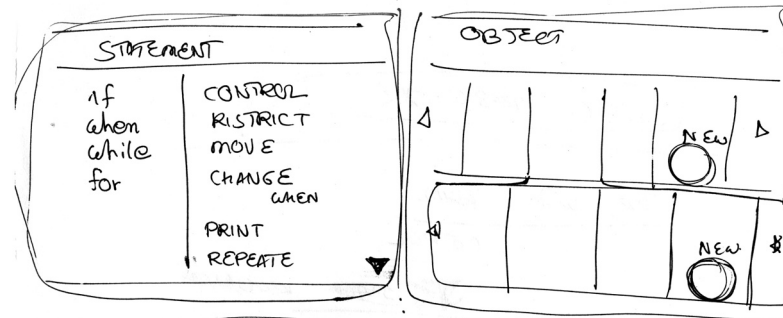 STATEMENT
if
when
while
for
CONTROL
RISTRICT
MOVE
CHANGE
WHEN
PRINT
REPEATE
OBJECT
NEW
NEW